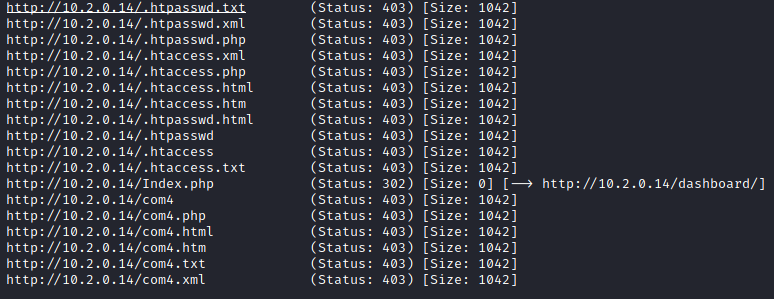 http://10.2.0.14/.htpasswd.txt (Status: 403) [Size: 1042]
http://10.2.0.14/.htpasswd.xml (Status: 403) [Size: 1042]
http://10.2.0.14/.htpasswd.php (Status: 403) [Size: 1042]
http://10.2.0.14/.htaccess.xml (Status: 403) [Size: 1042]
http://10.2.0.14/.htaccess.php (Status: 403) [Size: 1042]
http://10.2.0.14/.htaccess.html (Status: 403) [Size: 1042]
http://10.2.0.14/.htaccess.htm (Status: 403) [Size: 1042]
http://10.2.0.14/.htpasswd.html (Status: 403) [Size: 1042]
http://10.2.0.14/.htpasswd (Status: 403) [Size: 1042]
http://10.2.0.14/.htaccess (Status: 403) [Size: 1042]
http://10.2.0.14/.htaccess.txt (Status: 403) [Size: 1042]
http://10.2.0.14/Index.php (Status: 302) [Size: 0] [--> http://10.2.0.14/dashboard/]
http://10.2.0.14/com4 (Status: 403) [Size: 1042]
http://10.2.0.14/com4.php (Status: 403) [Size: 1042]
http://10.2.0.14/com4.html (Status: 403) [Size: 1042]
http://10.2.0.14/com4.htm (Status: 403) [Size: 1042]
http://10.2.0.14/com4.txt (Status: 403) [Size: 1042]
http://10.2.0.14/com4.xml (Status: 403) [Size: 1042]